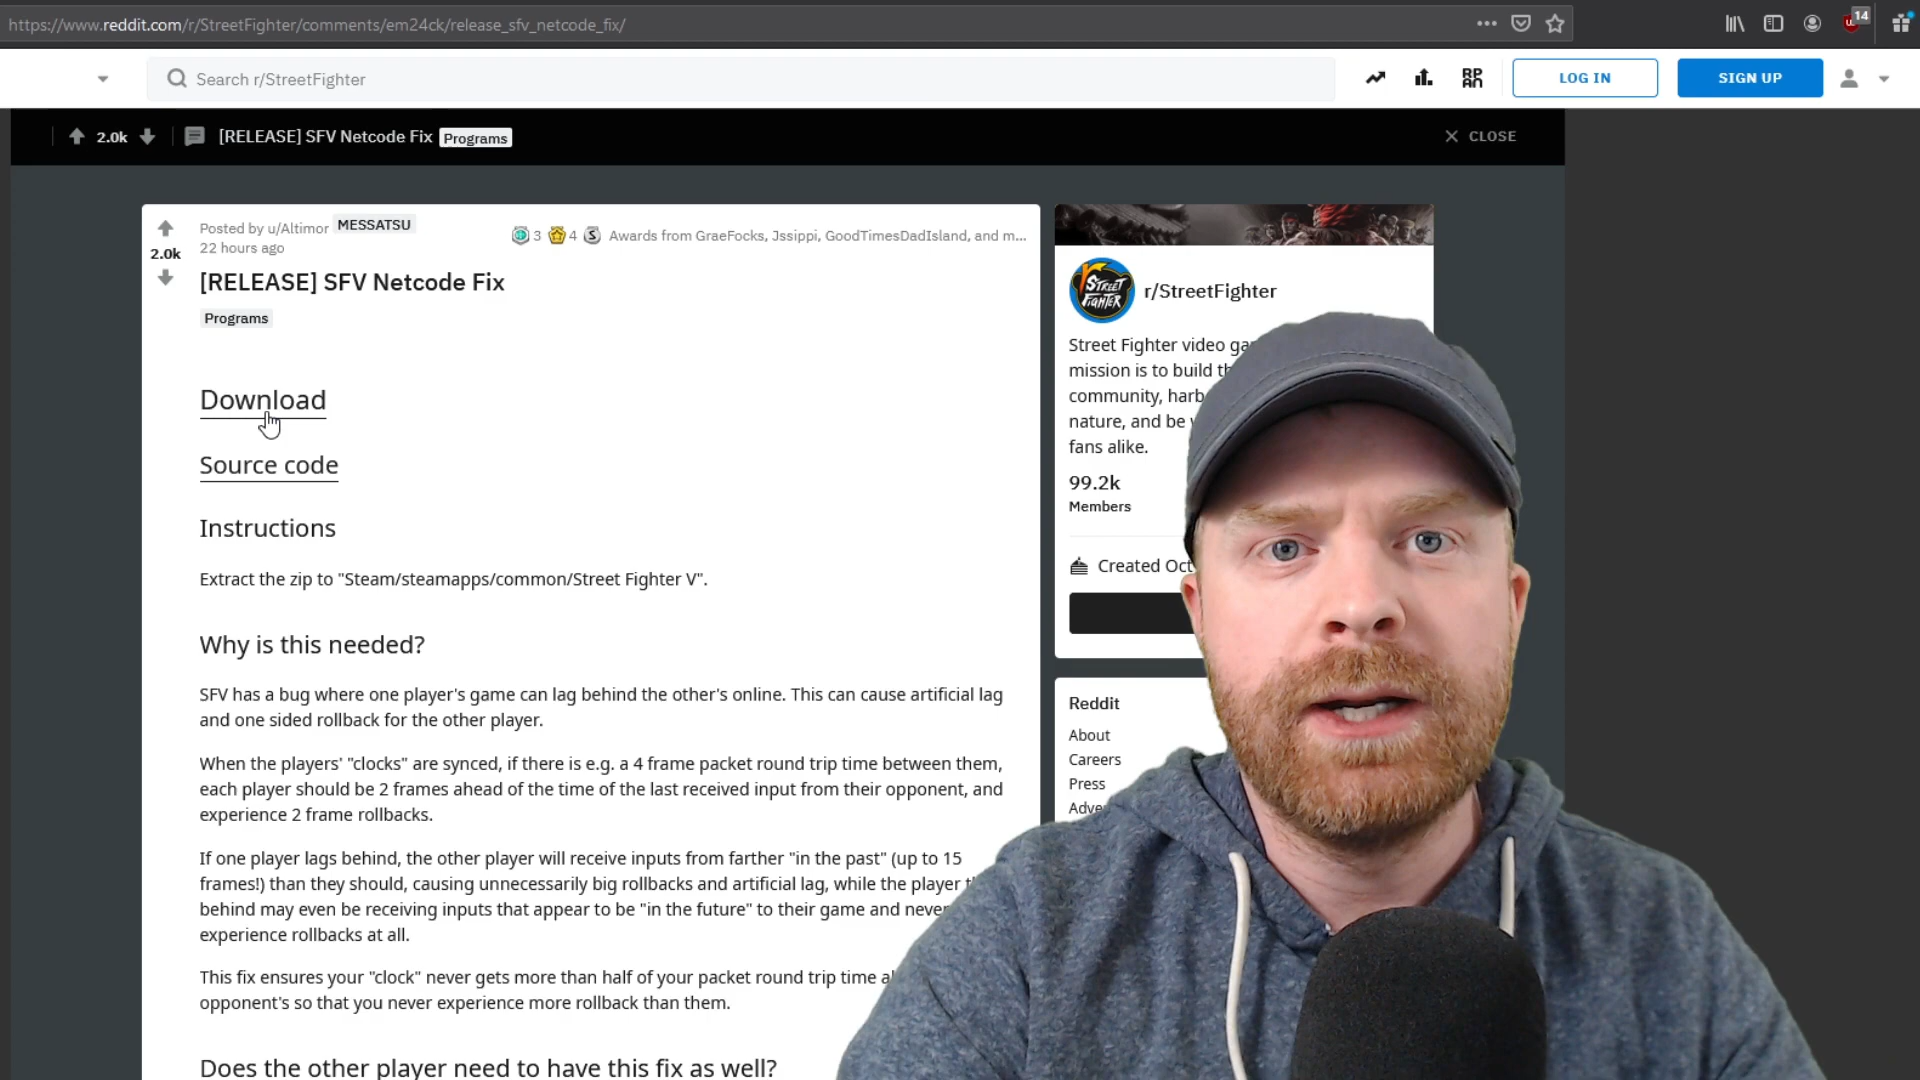 https://www.reddit.com/r/StreetFighter/comments/em24ck/release_sfv_netcode_fix/
14
Search r/StreetFighter
RPAN
LOG IN
SIGN UP
2.0k
[RELEASE] SFV Netcode Fix
Programs
CLOSE
Posted by u/Altimor
MESSATSU
22 hours ago
3
4
S
Awards from GraeFocks, Jssippi, GoodTimesDadIsland, and m...
2.0k
[RELEASE] SFV Netcode Fix
Programs
Download
Source code
Instructions
Extract the zip to "Steam/steamapps/common/Street Fighter V".
Why is this needed?
SFV has a bug where one player's game can lag behind the other's online. This can cause artificial lag
and one sided rollback for the other player.
When the players' "clocks" are synced, if there is e.g. a 4 frame packet round trip time between them,
each player should be 2 frames ahead of the time of the last received input from their opponent, and
experience 2 frame rollbacks.
If one player lags behind, the other player will receive inputs from farther "in the past" (up to 15
frames!) than they should, causing unnecessarily big rollbacks and artificial lag, while the player
behind may even be receiving inputs that appear to be "in the future" to their game and never
experience rollbacks at all.
This fix ensures your "clock" never gets more than half of your packet round trip time
opponent's so that you never experience more rollback than them.
Does the other player need to have this fix as well?
STREET FIGHTER
r/StreetFighter
Street Fighter video
mission is to build
community,
nature, and be
fans alike.
99.2k
Members
Created Oct
Reddit
About
Careers
Press